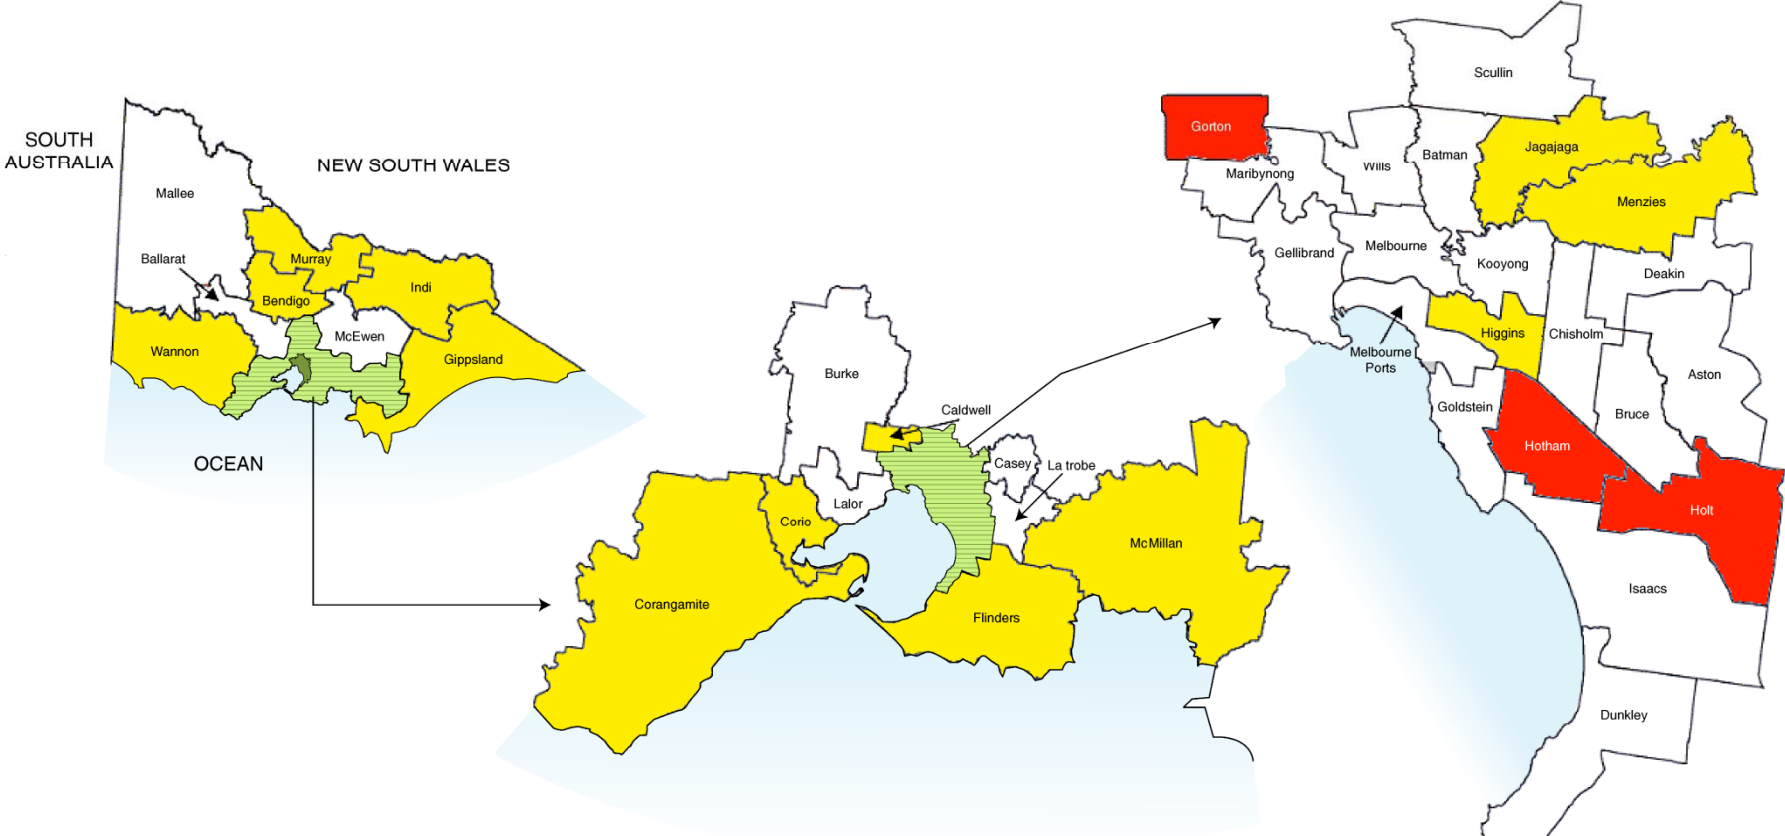 SOUTH
AUSTRALIA
NEW SOUTH WALES
Mallee
Ballarat
Murray
Indi
Bendigo
McEwen
Wannon
Gippsland
OCEAN
Burke
Caldwell
Casey
La trobe
Lalor
Corio
McMillan
Corangamite
Flinders
Scullin
Gorton
Maribynong
Wills
Batman
Jagajaga
Menzies
Gellibrand
Melbourne
Kooyong
Deakin
Melbourne
Ports
Higgins
Chisholm
Aston
Goldstein
Bruce
Hotham
Holt
Isaacs
Dunkley